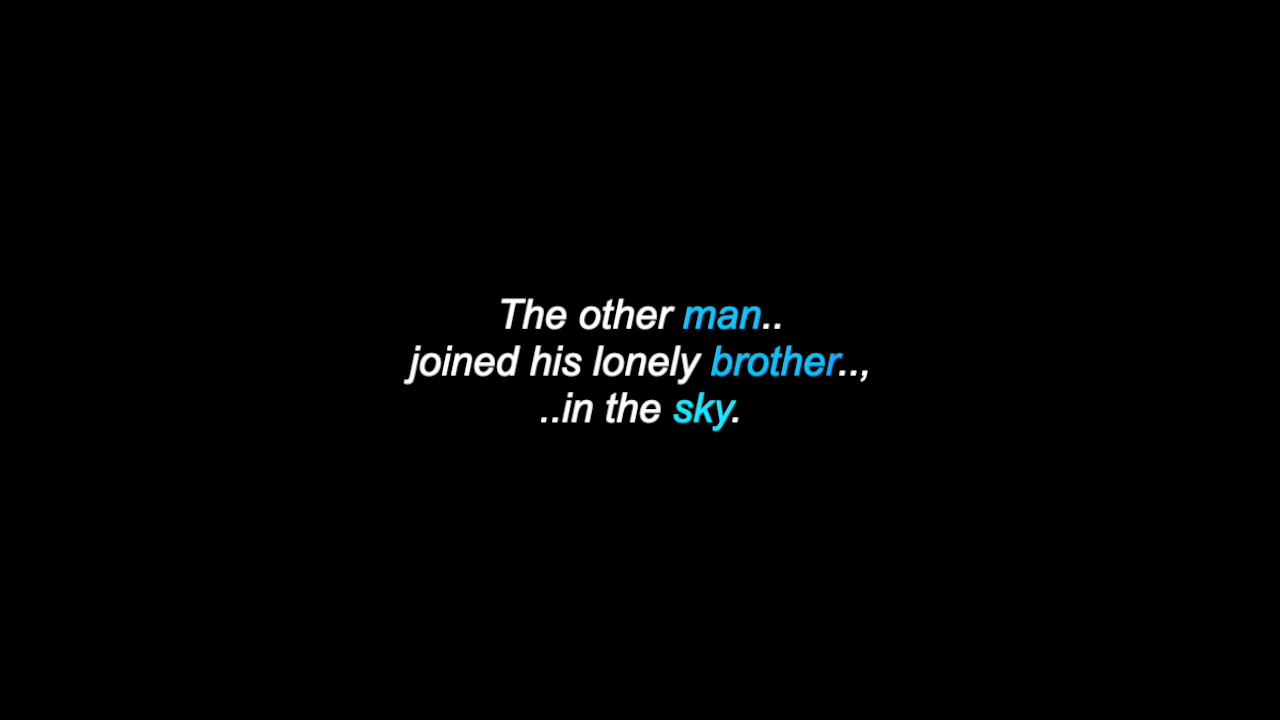 The other man..
joined his lonely brother..,
..in the sky.